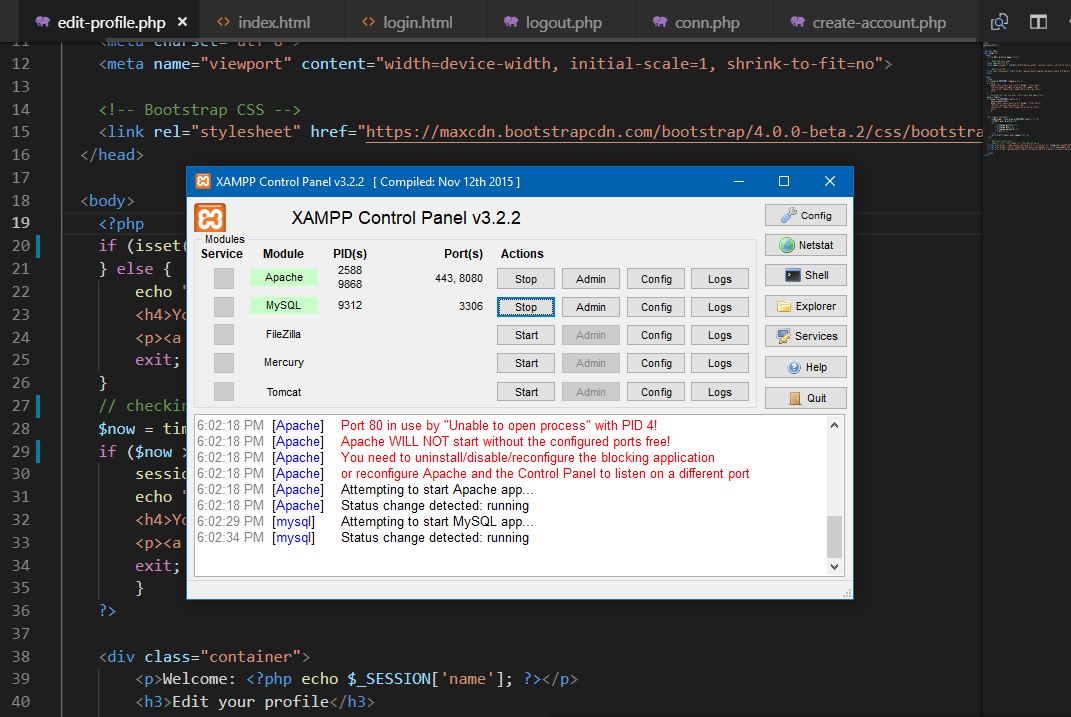 edit-profile.php
index.html
login.html
logout.php
conn.php
create-account.php
12 <meta name="viewport" content="width=device-width, initial-scale=1, shrink-to-fit=no">
13
14 <!-- Bootstrap CSS -->
15 <link rel="stylesheet" href="https://maxcdn.bootstrapcdn.com/bootstrap/4.0.0-beta.2/css/bootstra
16 </head>
17
18 <body>
19 <?php
20 if (isset(
21 } else {
22 echo "
23 <h4>Yo
24 <p><a
25 exit;
26 }
27 // checkin
28 $now = tim
29 if ($now >
30 sessio
31 echo "
32 <h4>Yo
33 <p><a
34 exit;
35 }
36 ?>
37
38 <div class="container">
39 <p>Welcome: <?php echo $_SESSION['name']; ?></p>
40 <h3>Edit your profile</h3>
XAMPP Control Panel v3.2.2 [ Compiled: Nov 12th 2015 ]
XAMPP Control Panel v3.2.2
Config
Netstat
Shell
Explorer
Services
Help
Quit
Modules
Service Module PID(s) Port(s) Actions
Apache 2588 9868 443, 8080 Stop Admin Config Logs
MySQL 9312 3306 Stop Admin Config Logs
FileZilla Start Admin Config Logs
Mercury Start Admin Config Logs
Tomcat Start Admin Config Logs
6:02:18 PM [Apache] Port 80 in use by "Unable to open process" with PID 4!
6:02:18 PM [Apache] Apache WILL NOT start without the configured ports free!
6:02:18 PM [Apache] You need to uninstall/disable/reconfigure the blocking application
6:02:18 PM [Apache] or reconfigure Apache and the Control Panel to listen on a different port
6:02:18 PM [Apache] Attempting to start Apache app...
6:02:18 PM [Apache] Status change detected: running
6:02:29 PM [mysql] Attempting to start MySQL app...
6:02:34 PM [mysql] Status change detected: running